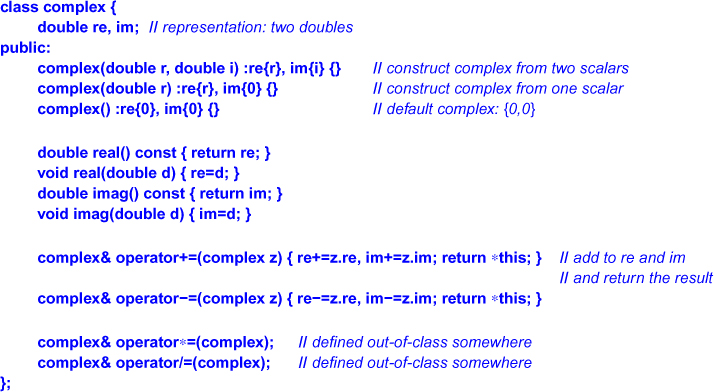 class complex {
double re, im; // representation: two doubles
public:
complex(double r, double i) :re{r}, im{i} {} // construct complex from two scalars
complex(double r) :re{r}, im{0} {} // construct complex from one scalar
complex() :re{0}, im{0} {} // default complex: {0,0}
double real() const { return re; }
void real(double d) { re=d; }
double imag() const { return im; }
void imag(double d) { im=d; }
complex& operator+=(complex z) { re+=z.re, im+=z.im; return ∗this; } // add to re and im
// and return the result
complex& operator−=(complex z) { re−=z.re, im−=z.im; return ∗this; }
complex& operator∗=(complex); // defined out-of-class somewhere
complex& operator/=(complex); // defined out-of-class somewhere
};